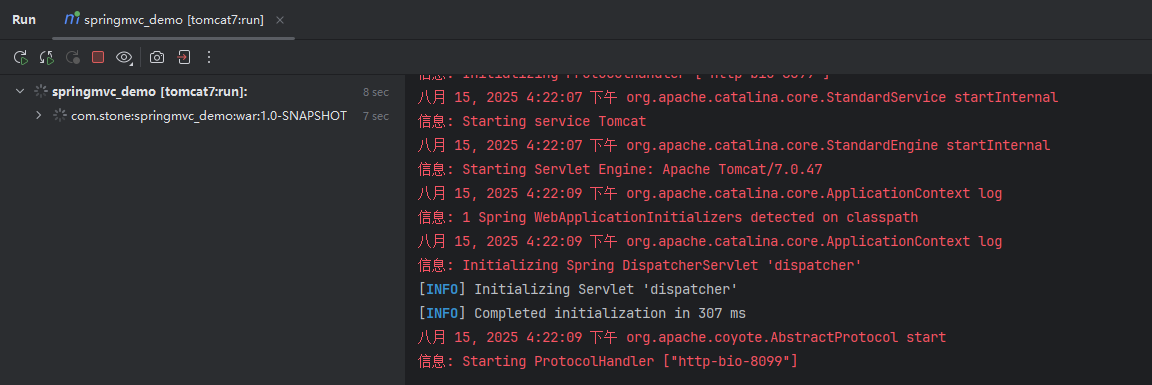 Run springmvc_demo [tomcat7:run]
springmvc_demo [tomcat7:run]: 8 sec
com.stone:springmvc_demo:war:1.0-SNAPSHOT 7 sec
信息: Initializing ProtocolHandler ["http-bio-8099"]
八月 15, 2025 4:22:07 下午 org.apache.catalina.core.StandardService startInternal
信息: Starting service Tomcat
八月 15, 2025 4:22:07 下午 org.apache.catalina.core.StandardEngine startInternal
信息: Starting Servlet Engine: Apache Tomcat/7.0.47
八月 15, 2025 4:22:09 下午 org.apache.catalina.core.ApplicationContext log
信息: 1 Spring WebApplicationInitializers detected on classpath
八月 15, 2025 4:22:09 下午 org.apache.catalina.core.ApplicationContext log
信息: Initializing Spring DispatcherServlet 'dispatcher'
[INFO] Initializing Servlet 'dispatcher'
[INFO] Completed initialization in 307 ms
八月 15, 2025 4:22:09 下午 org.apache.coyote.AbstractProtocol start
信息: Starting ProtocolHandler ["http-bio-8099"]